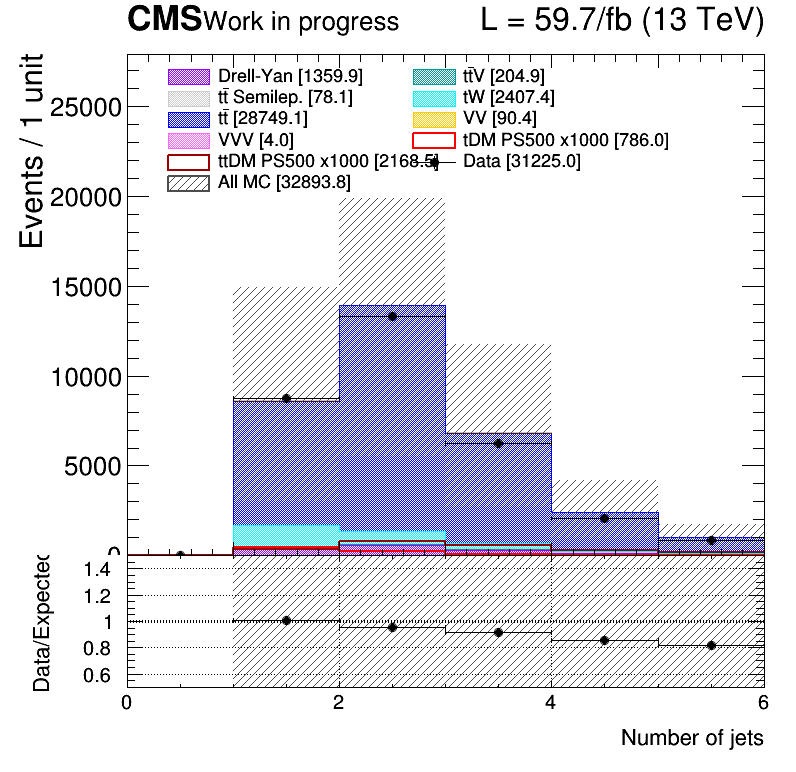 CMS Work in progress L = 59.7/fb (13 TeV)
Drell-Yan [1359.9] tt̄V [204.9]
tt̄ Semilep. [78.1] tW [2407.4]
tt̄ [28749.1] VV [90.4]
VVV [4.0] tDM PS500 x1000 [786.0]
ttDM PS500 x1000 [2168.5] Data [31225.0]
All MC [32893.8]
Events / 1 unit
25000
20000
15000
10000
5000
0
Data/Expected
1.4
1.2
1
0.8
0.6
0 2 4 6
Number of jets